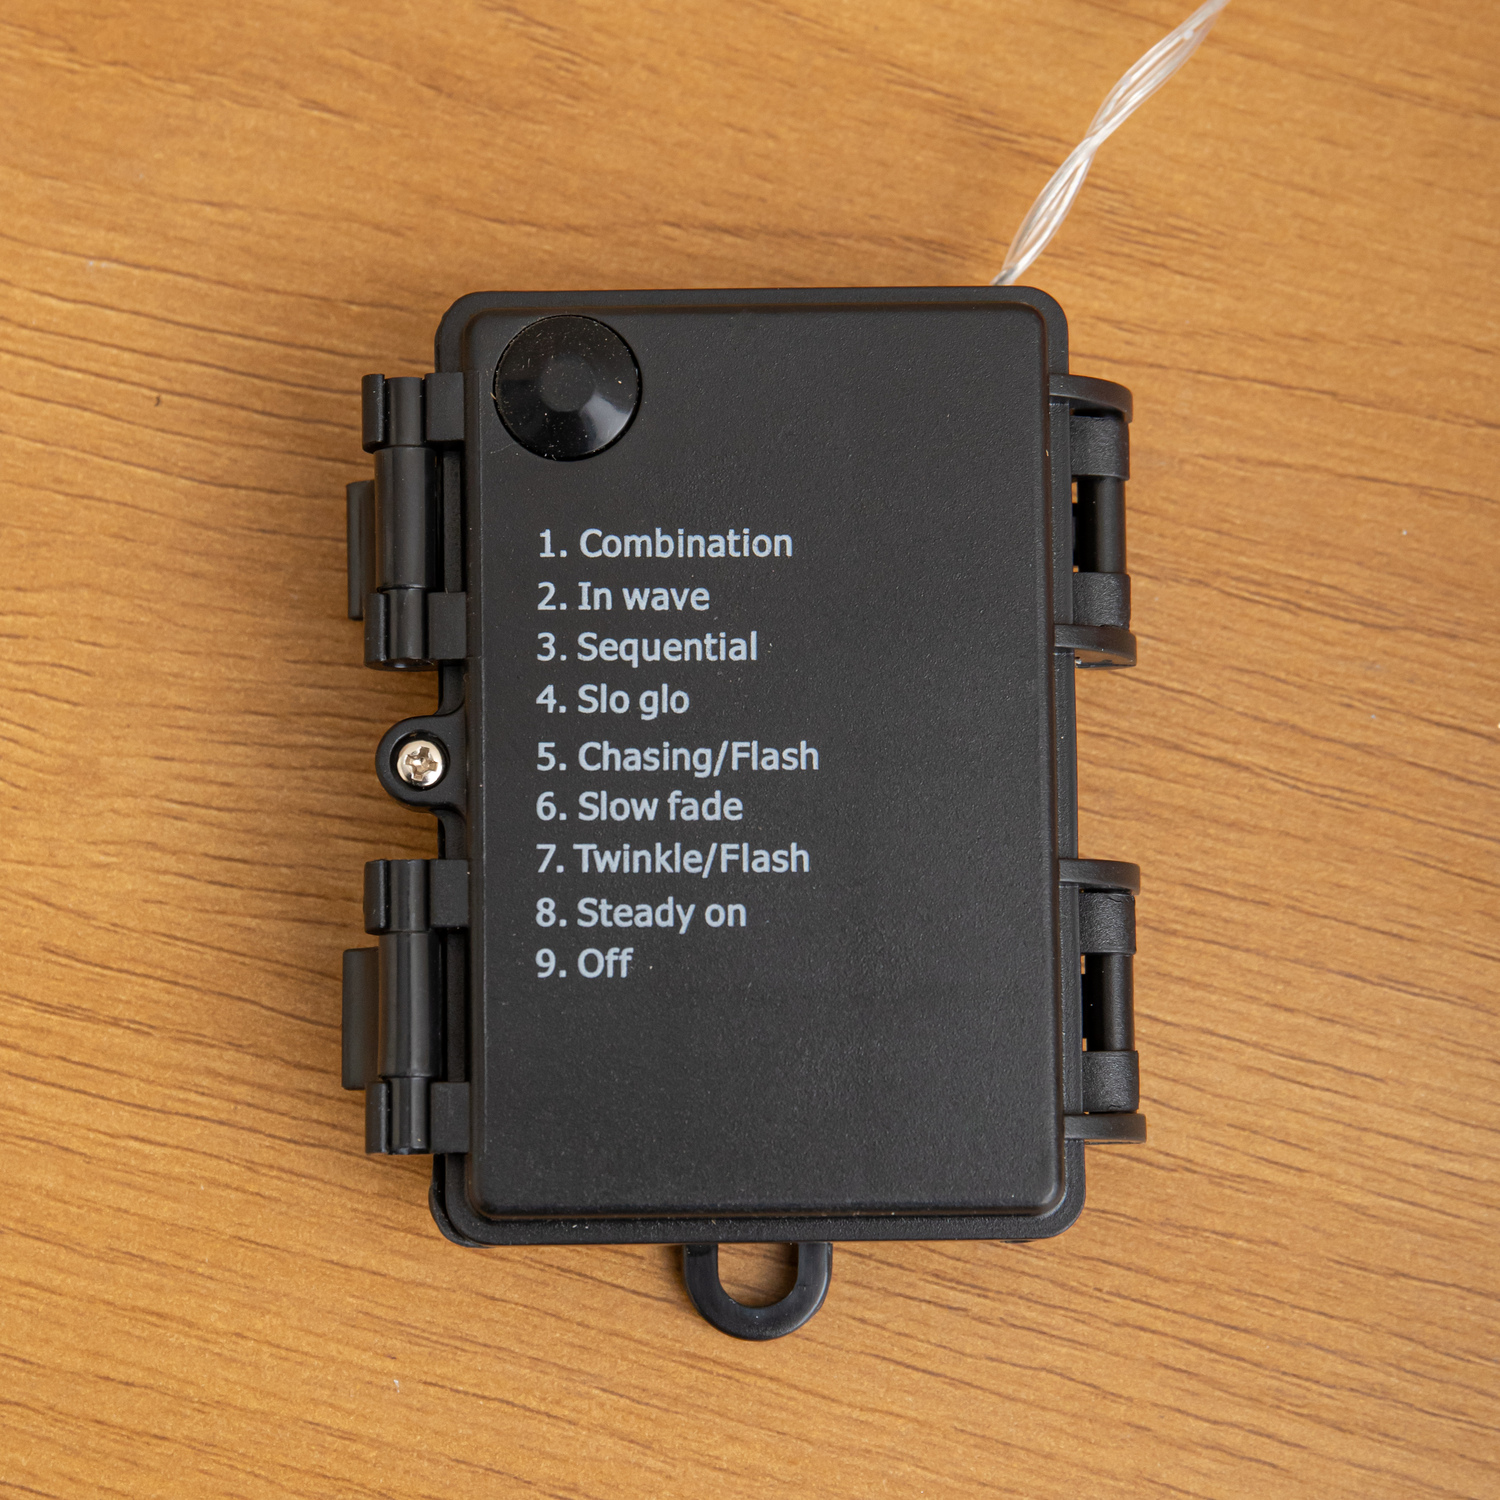 1. Combination
2. In wave
3. Sequential
4. Slo glo
5. Chasing/Flash
6. Slow fade
7. Twinkle/Flash
8. Steady on
9. Off